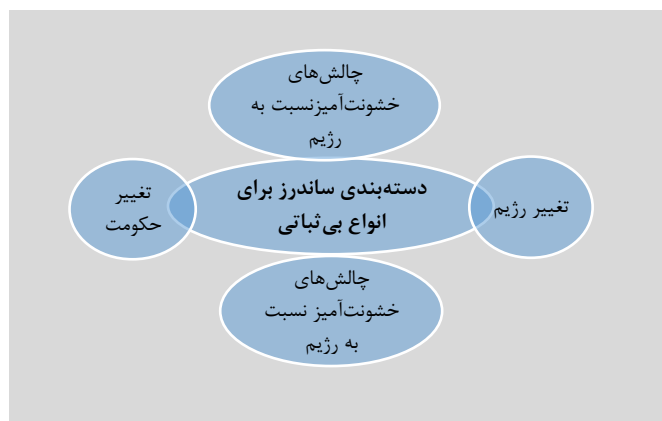 چالش‌های
خشونت‌آمیزنسبت به
رژیم
دسته‌بندی ساندرز برای
انواع بی‌ثباتی
تغییر رژیم
تغییر
حکومت
چالش‌های
خشونت‌آمیز نسبت
به رژیم